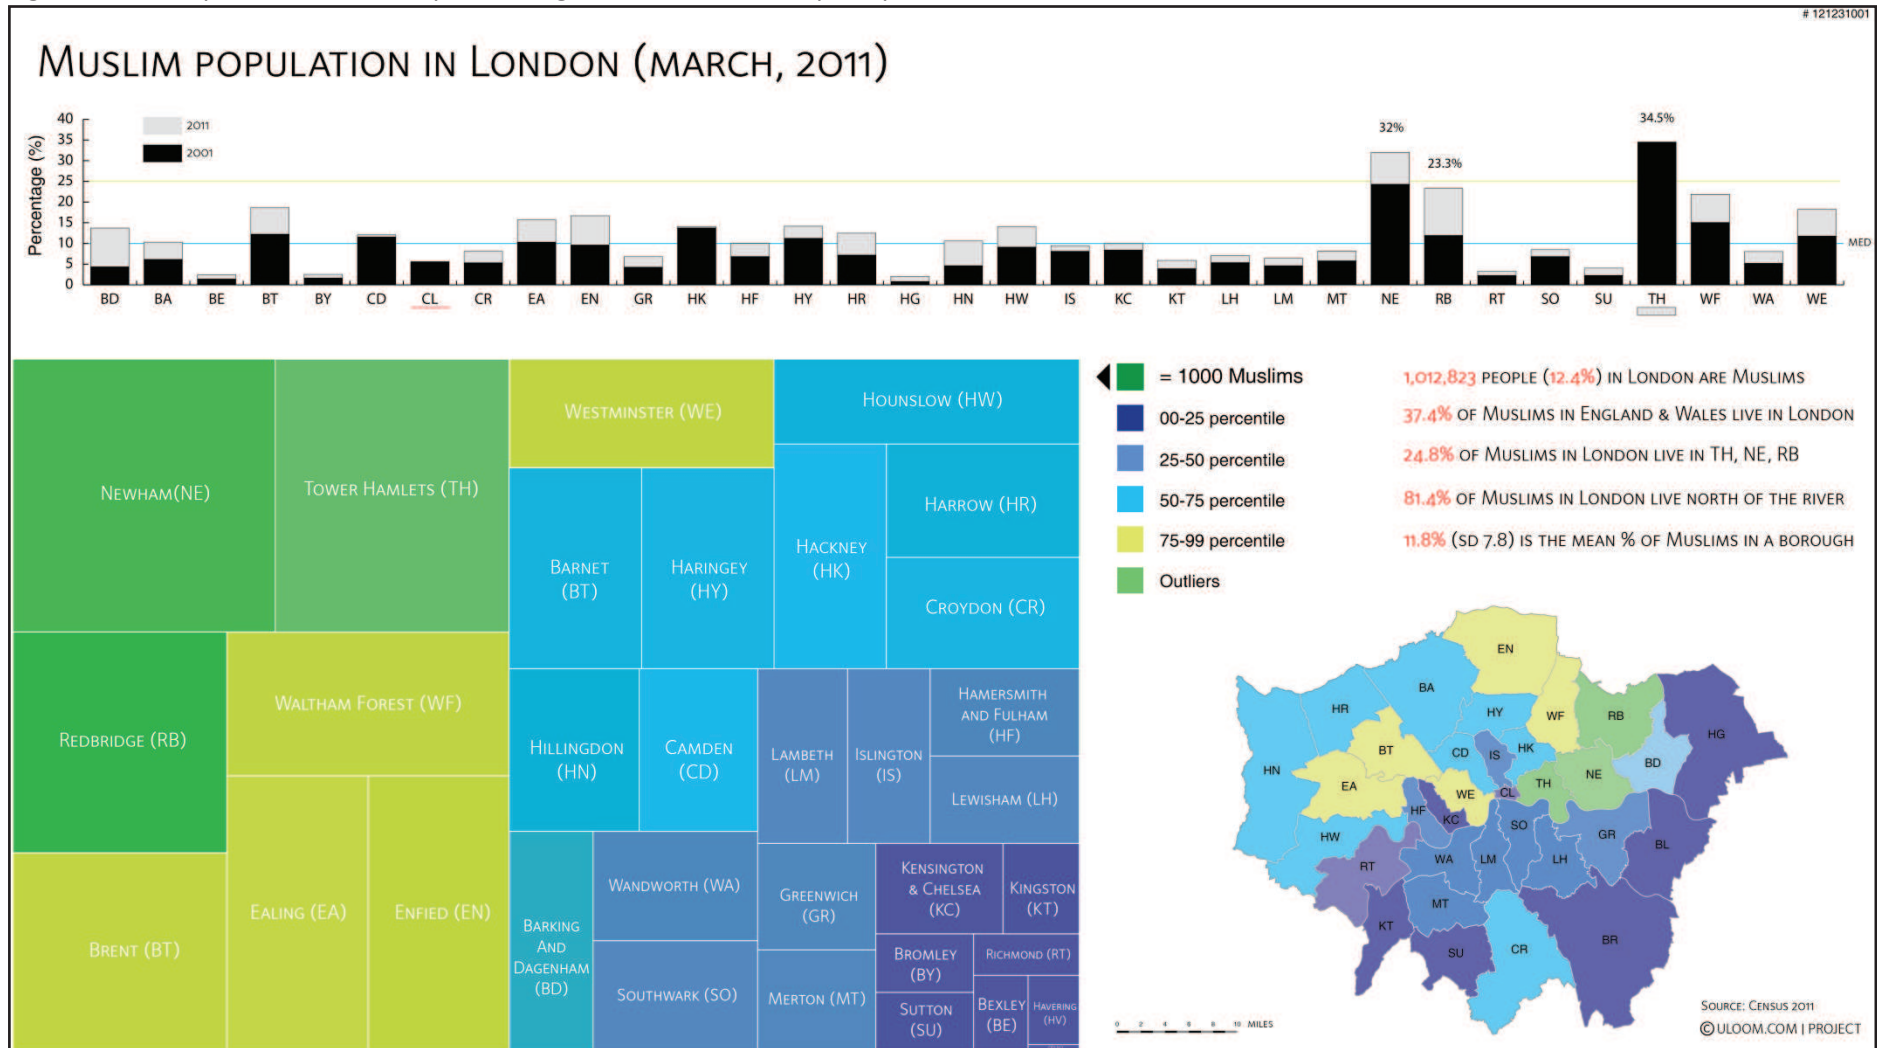 # 121231001
Muslim population in London (march, 2011)
Percentage (%)
40
35
30
25
20
15
10
5
0
2011
2001
32%
23.3%
34.5%
MED
BD BA BE BT BY CD CL CR EA EN GR HK HF HY HR HG HN HW IS KC KT LH LM MT NE RB RT SO SU TH WF WA WE
Newham(NE)
Tower Hamlets (TH)
Redbridge (RB)
Waltham Forest (WF)
Brent (BT)
Ealing (EA)
Enfied (EN)
Westminster (WE)
Hounslow (HW)
Barnet
(BT)
Haringey
(HY)
Hackney
(HK)
Harrow (HR)
Croydon (CR)
Hillingdon
(HN)
Camden
(CD)
Lambeth
(LM)
Islington
(IS)
Hamersmith
and Fulham
(HF)
Lewisham (LH)
Barking
And
Dagenham
(BD)
Wandworth (WA)
Southwark (SO)
Greenwich
(GR)
Merton (MT)
Kensington
& Chelsea
(KC)
Kingston
(KT)
Bromley
(BY)
Richmond (RT)
Sutton
(SU)
Bexley
(BE)
Havering
(HV)
= 1000 Muslims
00-25 percentile
25-50 percentile
50-75 percentile
75-99 percentile
Outliers
1,012,823 people (12.4%) in London are Muslims
37.4% of Muslims in England & Wales live in London
24.8% of Muslims in London live in TH, NE, RB
81.4% of Muslims in London live north of the river
11.8% (sd 7.8) is the mean % of Muslims in a borough
EN
BA
HR
HY
WF
RB
HG
BT
CD
IS
HK
BD
HN
EA
WE
CL
TH
NE
HF
KC
SO
GR
BL
HW
RT
WA
LM
LH
MT
KT
SU
CR
BR
0 2 4 6 8 10 MILES
Source: Census 2011
© ULOOM.COM | PROJECT